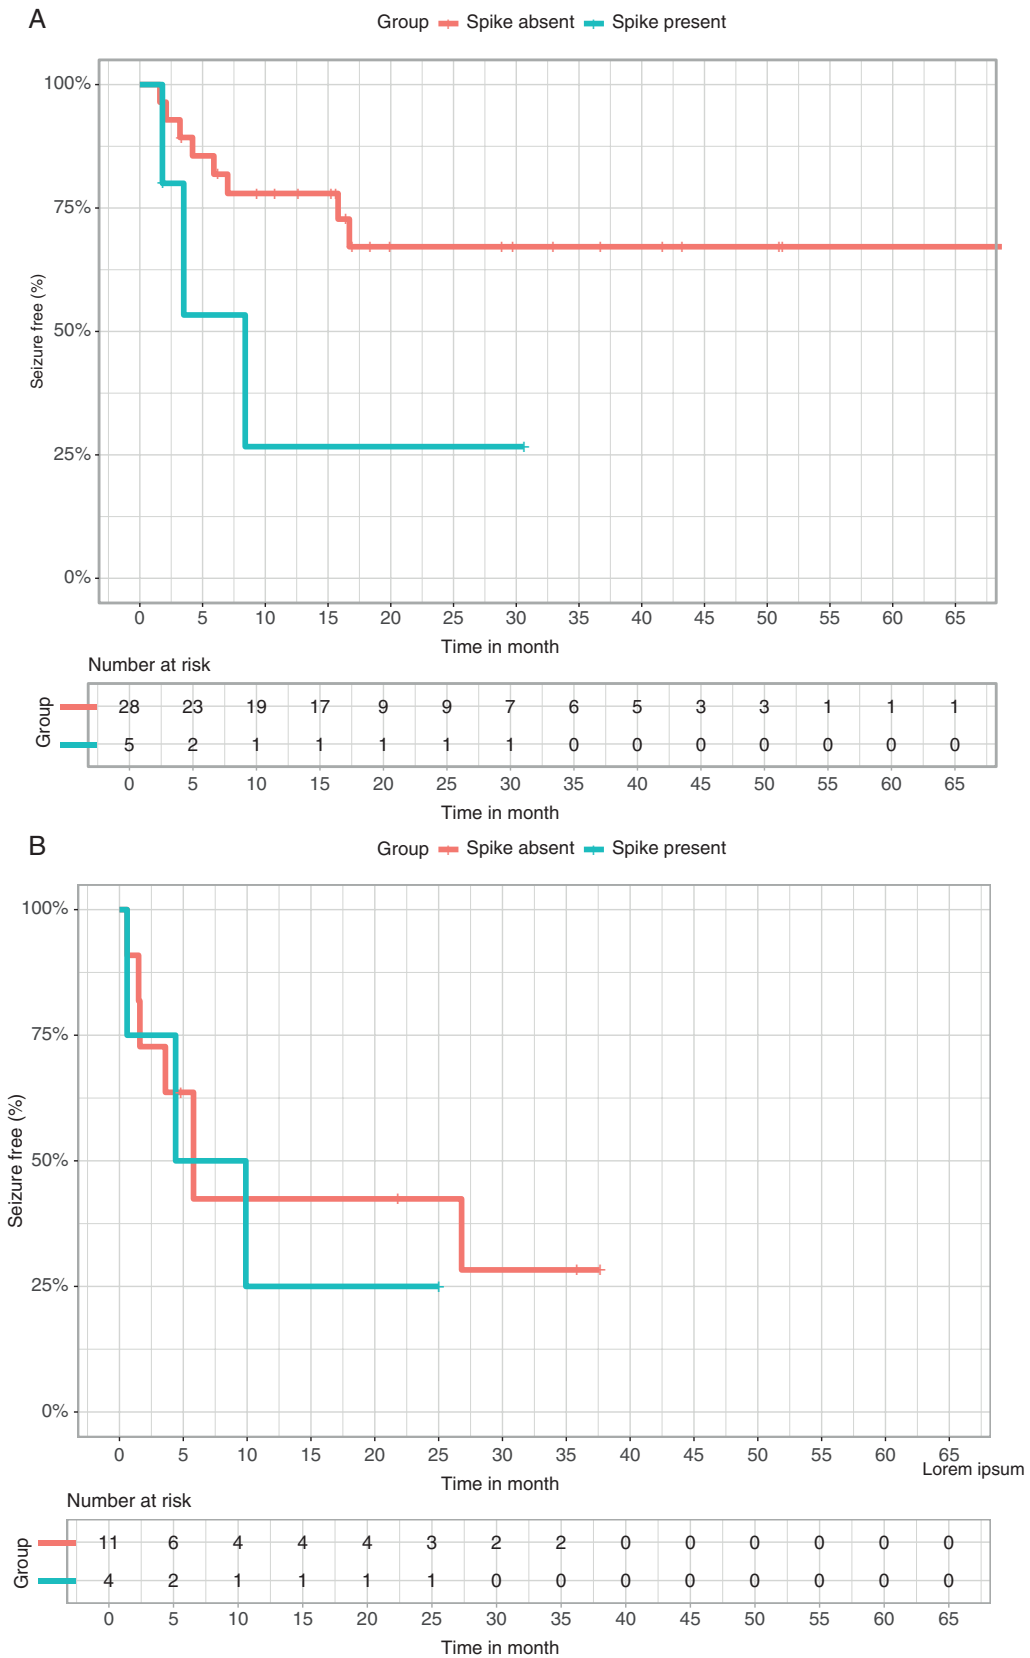 A
Group Spike absent Spike present
100%
75%
50%
25%
0%
Seizure free (%)
0 5 10 15 20 25 30 35 40 45 50 55 60 65
Time in month
Number at risk
Group
28 23 19 17 9 9 7 6 5 3 3 1 1 1
5 2 1 1 1 1 1 0 0 0 0 0 0 0
0 5 10 15 20 25 30 35 40 45 50 55 60 65
Time in month
B
Group Spike absent Spike present
100%
75%
50%
25%
0%
Seizure free (%)
0 5 10 15 20 25 30 35 40 45 50 55 60 65
Lorem ipsum
Time in month
Number at risk
Group
11 6 4 4 4 3 2 2 0 0 0 0 0 0
4 2 1 1 1 1 0 0 0 0 0 0 0 0
0 5 10 15 20 25 30 35 40 45 50 55 60 65
Time in month